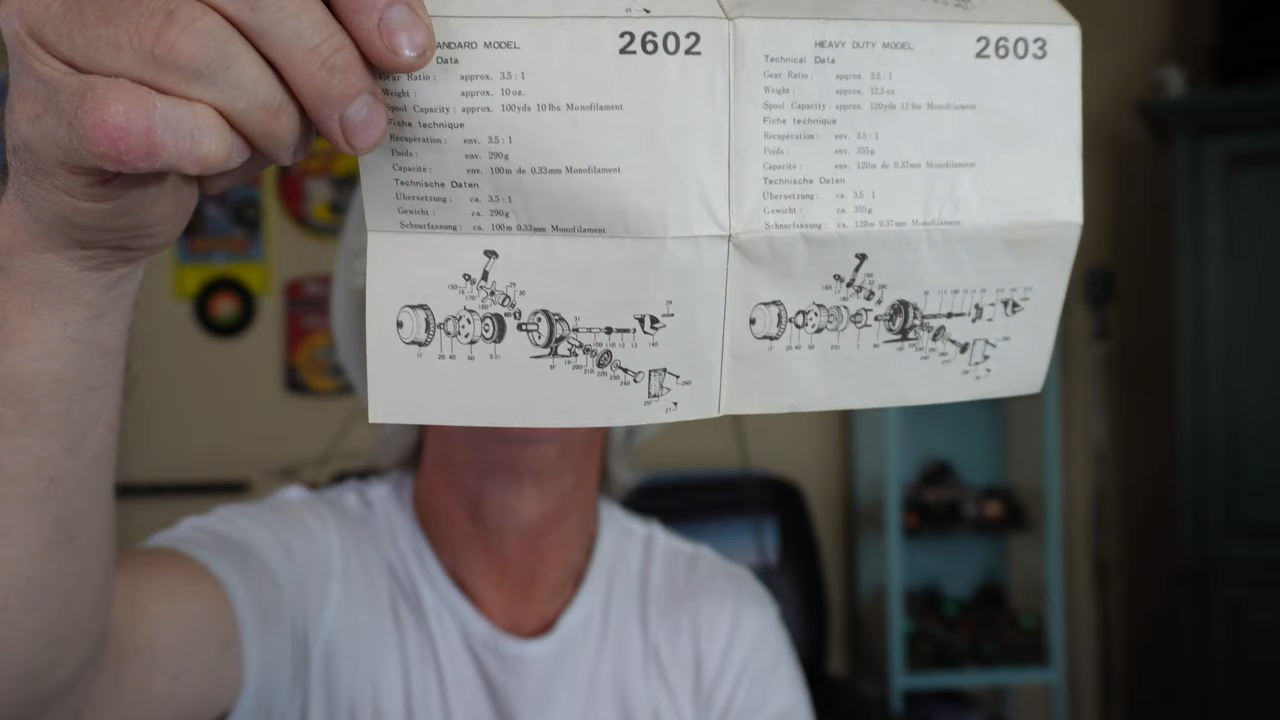 ANDARD MODEL 2602
Data
Gear Ratio : approx. 3.5 : 1
Weight : approx. 10 oz.
Spool Capacity : approx. 100yds 10 lbs Monofilament
Fiche technique
Récupération : env. 3.5 : 1
Poids : env. 290g
Capacité : env. 100m de 0.33mm Monofilament
Technische Daten
Übersetzung : ca. 3.5 : 1
Gewicht : ca. 290g
Schnurfassung : ca. 100m 0.33mm Monofilament
HEAVY DUTY MODEL 2603
Technical Data
Gear Ratio : approx. 3.5 : 1
Weight : approx. 12.5 oz.
Spool Capacity : approx. 120yds 12 lbs Monofilament
Fiche technique
Récupération : env. 3.5 : 1
Poids : env. 355g
Capacité : env. 120m de 0.37mm Monofilament
Technische Daten
Übersetzung : ca. 3.5 : 1
Gewicht : ca. 355g
Schnurfassung : ca. 120m 0.37mm Monofilament